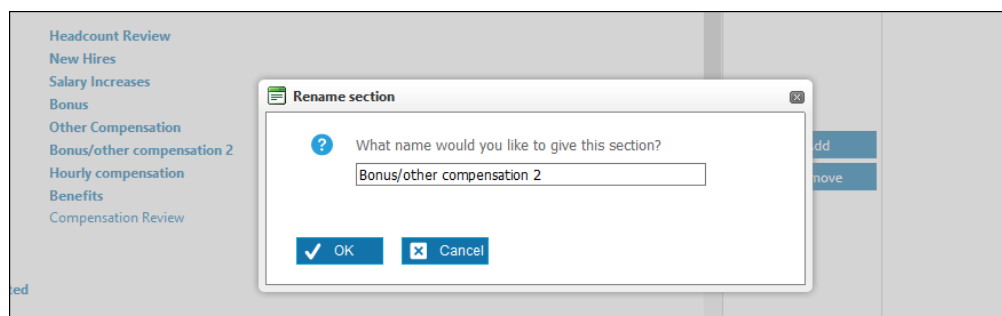 Headcount Review
New Hires
Salary Increases
Bonus
Other Compensation
Bonus/other compensation 2
Hourly compensation
Benefits
Compensation Review
Rename section
What name would you like to give this section?
Bonus/other compensation 2
OK
Cancel
dd
move
ted